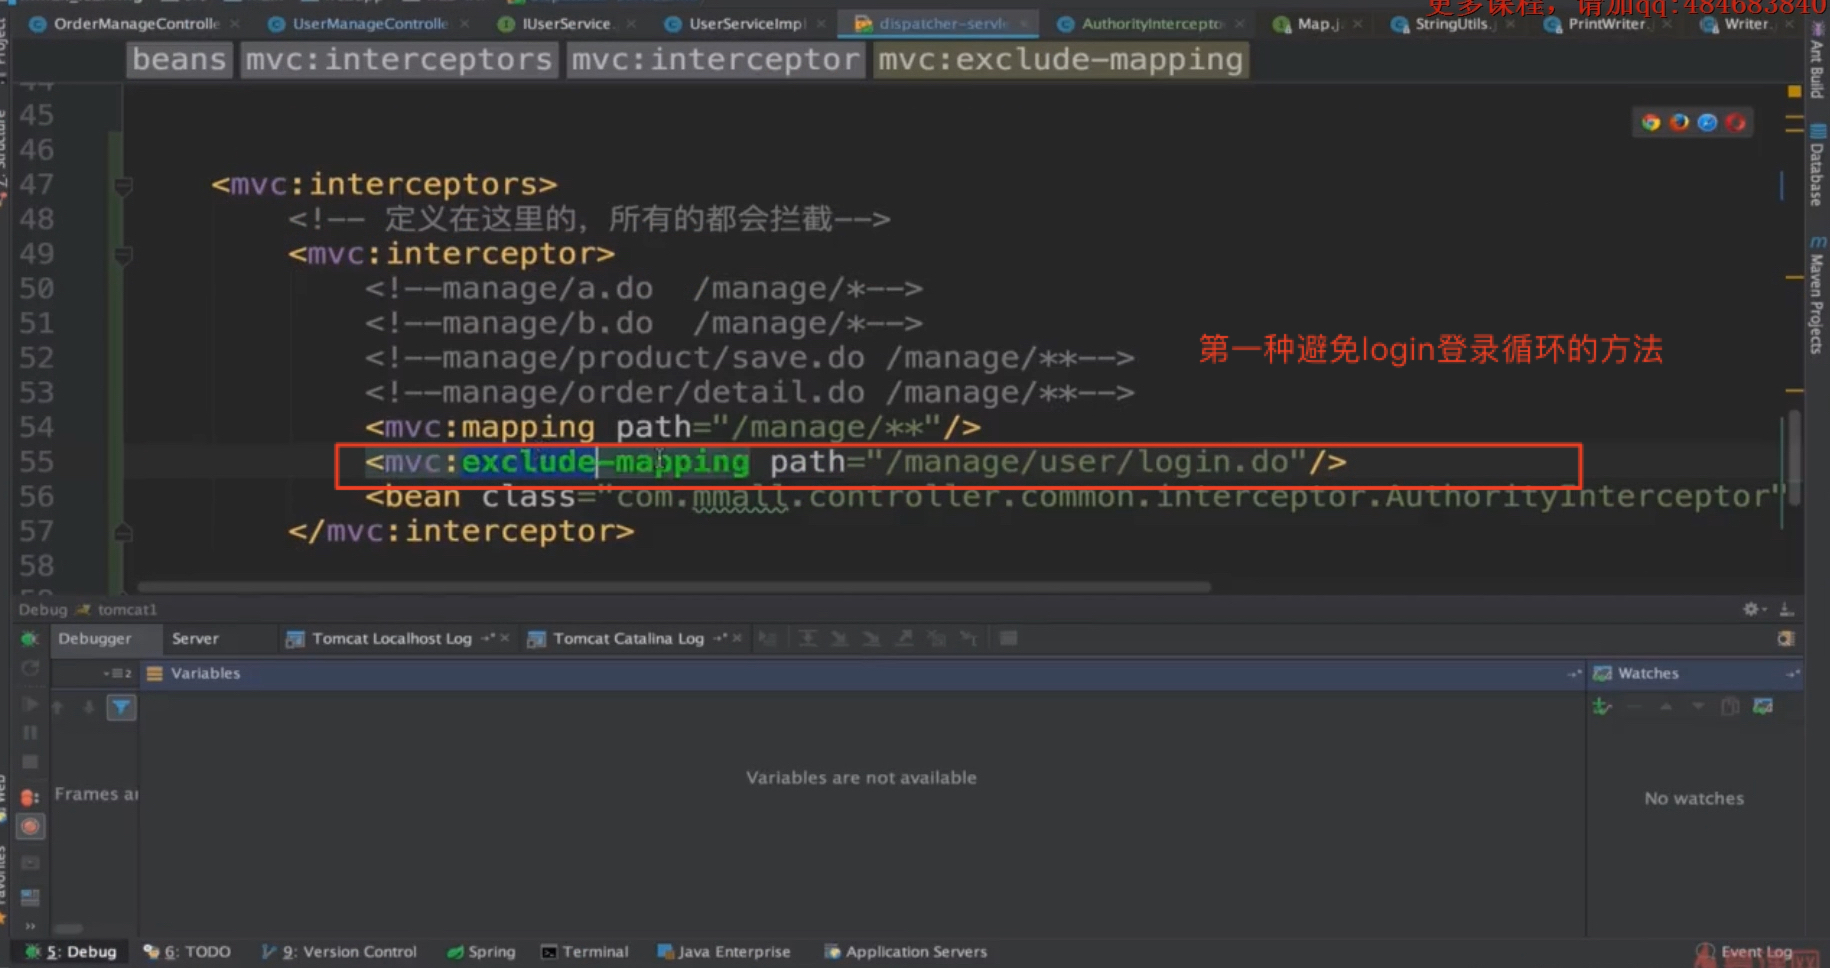 更多课程，请加qq:484683840
OrderManageControlle UserManageControlle IUserService. UserServiceImpl dispatcher-servle AuthorityIntercepto Map.j StringUtils. PrintWriter. Writer.
beans mvc:interceptors mvc:interceptor mvc:exclude-mapping
Ant Build
Database
Maven Projects
44
45
46
47 <mvc:interceptors>
48 <!-- 定义在这里的，所有的都会拦截-->
49 <mvc:interceptor>
50 <!--manage/a.do /manage/*-->
51 <!--manage/b.do /manage/*-->
52 <!--manage/product/save.do /manage/**-->
第一种避免login登录循环的方法
53 <!--manage/order/detail.do /manage/**-->
54 <mvc:mapping path="/manage/**"/>
55 <mvc:exclude-mapping path="/manage/user/login.do"/>
56 <bean class="com.mmall.controller.common.interceptor.AuthorityInterceptor"
57 </mvc:interceptor>
58
Debug tomcat1
Debugger Server Tomcat Localhost Log Tomcat Catalina Log
Variables Watches
Variables are not available
Frames ar
No watches
5: Debug 6: TODO 9: Version Control Spring Terminal Java Enterprise Application Servers Event Log